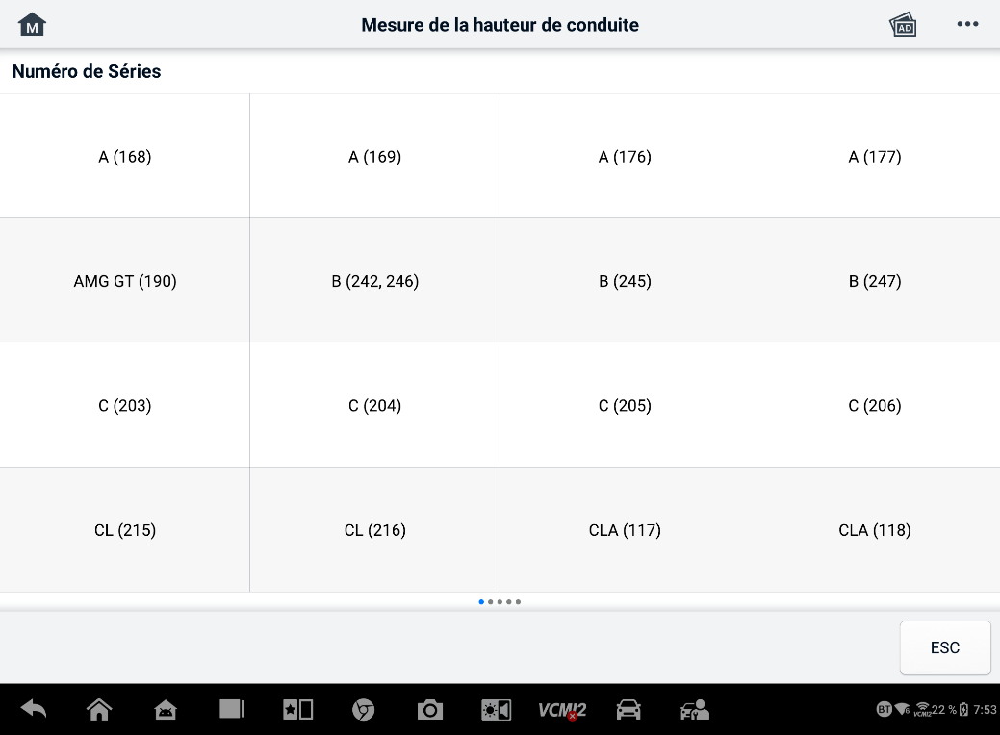 M
Mesure de la hauteur de conduite
AD
Numéro de Séries
A (168)
A (169)
A (176)
A (177)
AMG GT (190)
B (242, 246)
B (245)
B (247)
C (203)
C (204)
C (205)
C (206)
CL (215)
CL (216)
CLA (117)
CLA (118)
ESC
VCMI2
BT
6
VCMI2
22 %
7:53